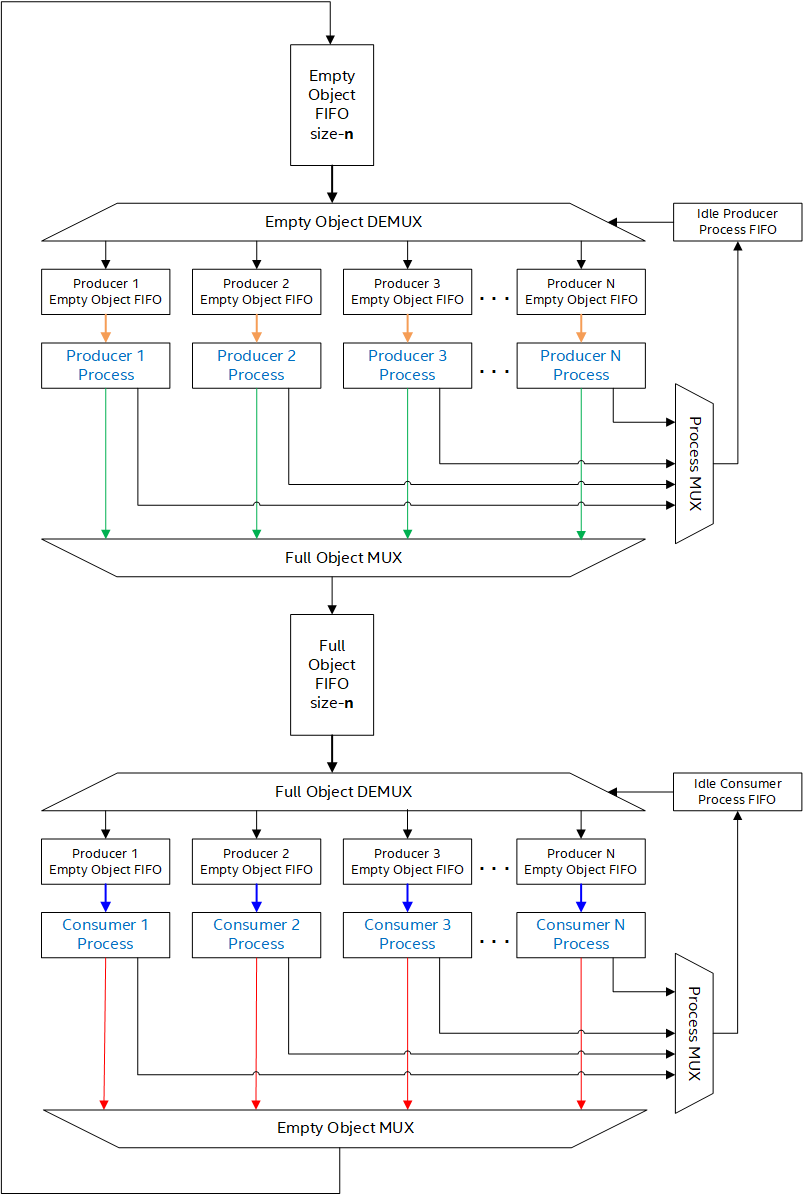 Empty
Object
FIFO
size-n
Empty Object DEMUX
Idle Producer
Process FIFO
Producer 1
Empty Object FIFO
Producer 2
Empty Object FIFO
Producer 3
Empty Object FIFO
. . .
Producer N
Empty Object FIFO
Producer 1
Process
Producer 2
Process
Producer 3
Process
. . .
Producer N
Process
Process MUX
Full Object MUX
Full
Object
FIFO
size-n
Full Object DEMUX
Idle Consumer
Process FIFO
Producer 1
Empty Object FIFO
Producer 2
Empty Object FIFO
Producer 3
Empty Object FIFO
. . .
Producer N
Empty Object FIFO
Consumer 1
Process
Consumer 2
Process
Consumer 3
Process
. . .
Consumer N
Process
Process MUX
Empty Object MUX